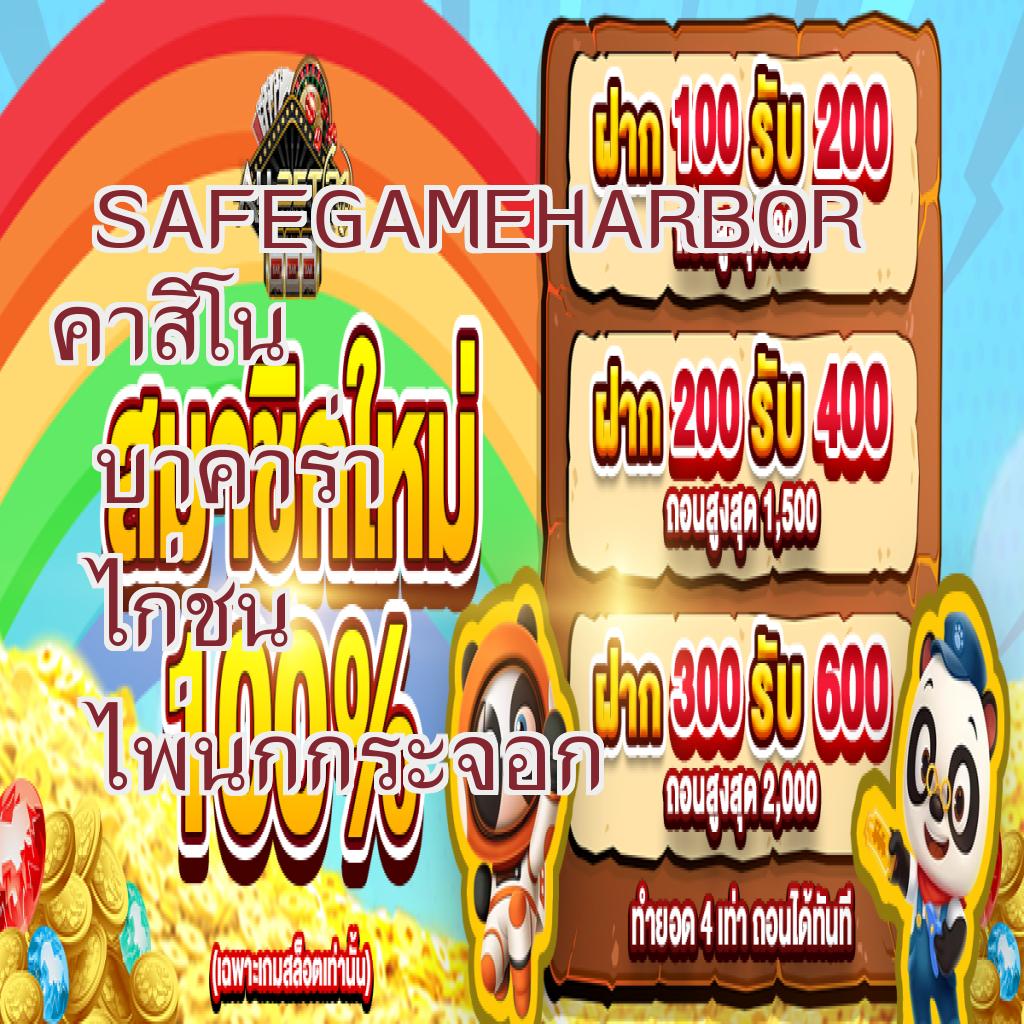 SAFEGAMEHARBOR
คาสิโน
บาคาร่า
ไก่ชน
ไพ่นกกระจอก
สมาชิกใหม่
100%
(เฉพาะเกมสล็อตเท่านั้น)
ฝาก 100 รับ 200
ฝาก 200 รับ 400
ถอนสูงสุด 1,500
ฝาก 300 รับ 600
ถอนสูงสุด 2,000
ทำยอด 4 เท่า ถอนได้ทันที